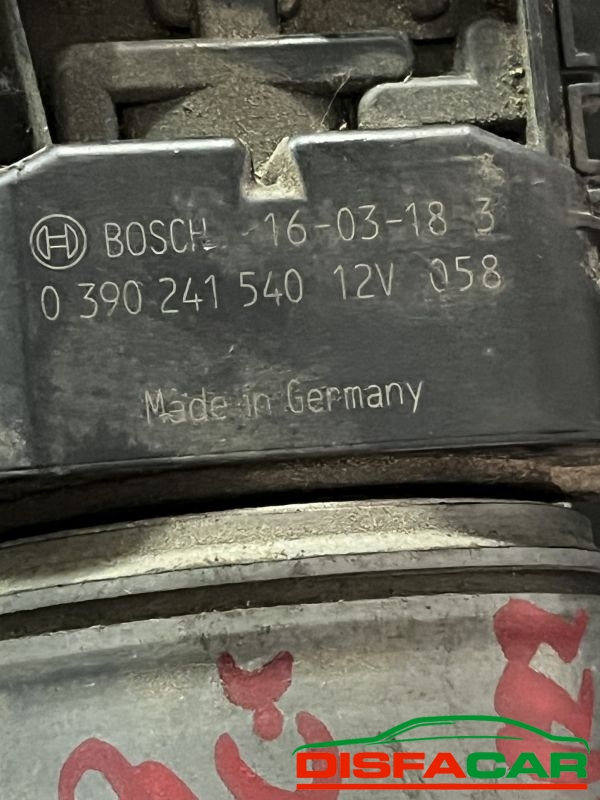 BOSCH 16-03-18 3
0 390 241 540 12V 058
Made in Germany
DISFACAR